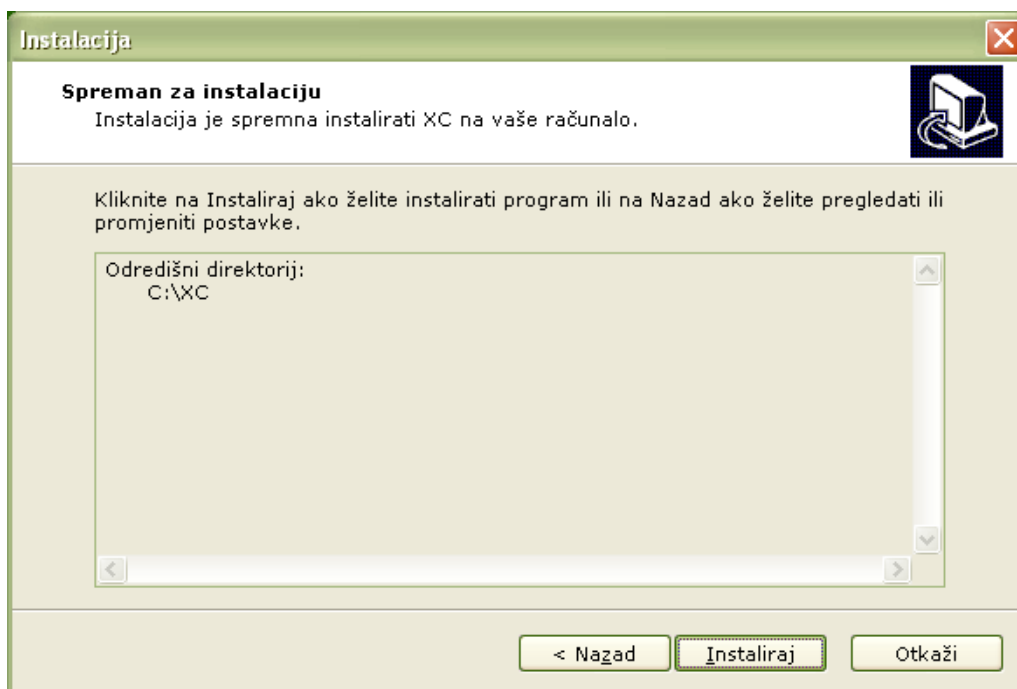 Instalacija
Spreman za instalaciju
Instalacija je spremna instalirati XC na vaše računalo.
Kliknite na Instaliraj ako želite instalirati program ili na Nazad ako želite pregledati ili
promjeniti postavke.
Odredišni direktorij:
C:\XC
< Nazad
Instaliraj
Otkaži